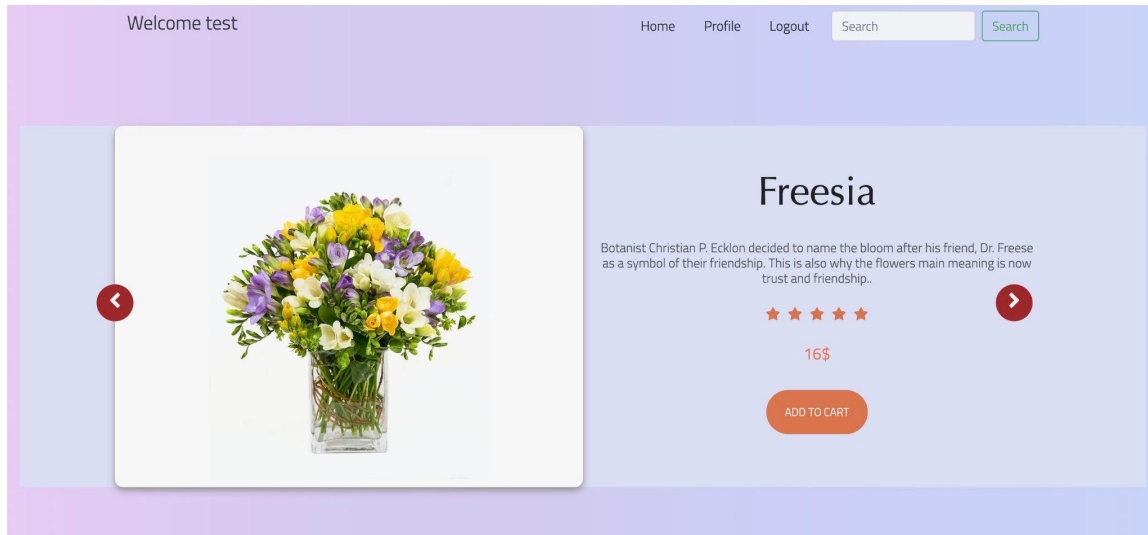 Welcome test
Home
Profile
Logout
Search
Search
Freesia
Botanist Christian P. Ecklon decided to name the bloom after his friend, Dr. Freese
as a symbol of their friendship. This is also why the flowers main meaning is now
trust and friendship..
16$
ADD TO CART